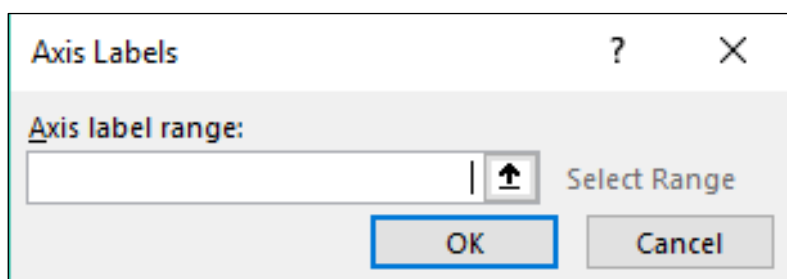 Axis Labels ?
Axis label range:
Select Range
OK Cancel